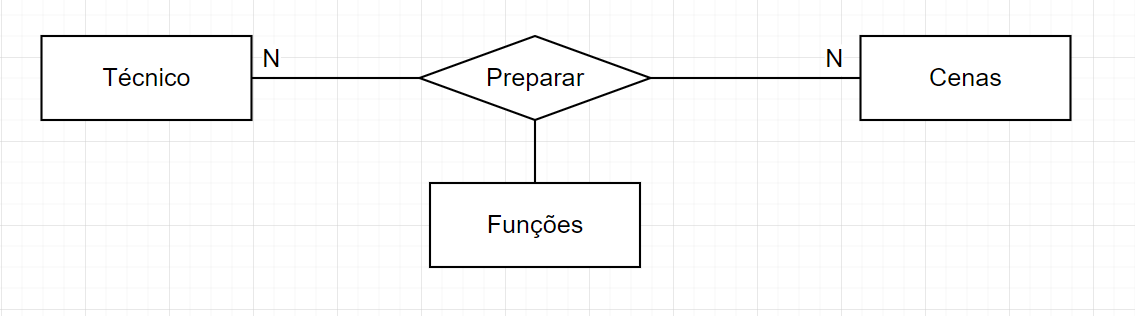 Técnico
N
Preparar
N
Cenas
Funções